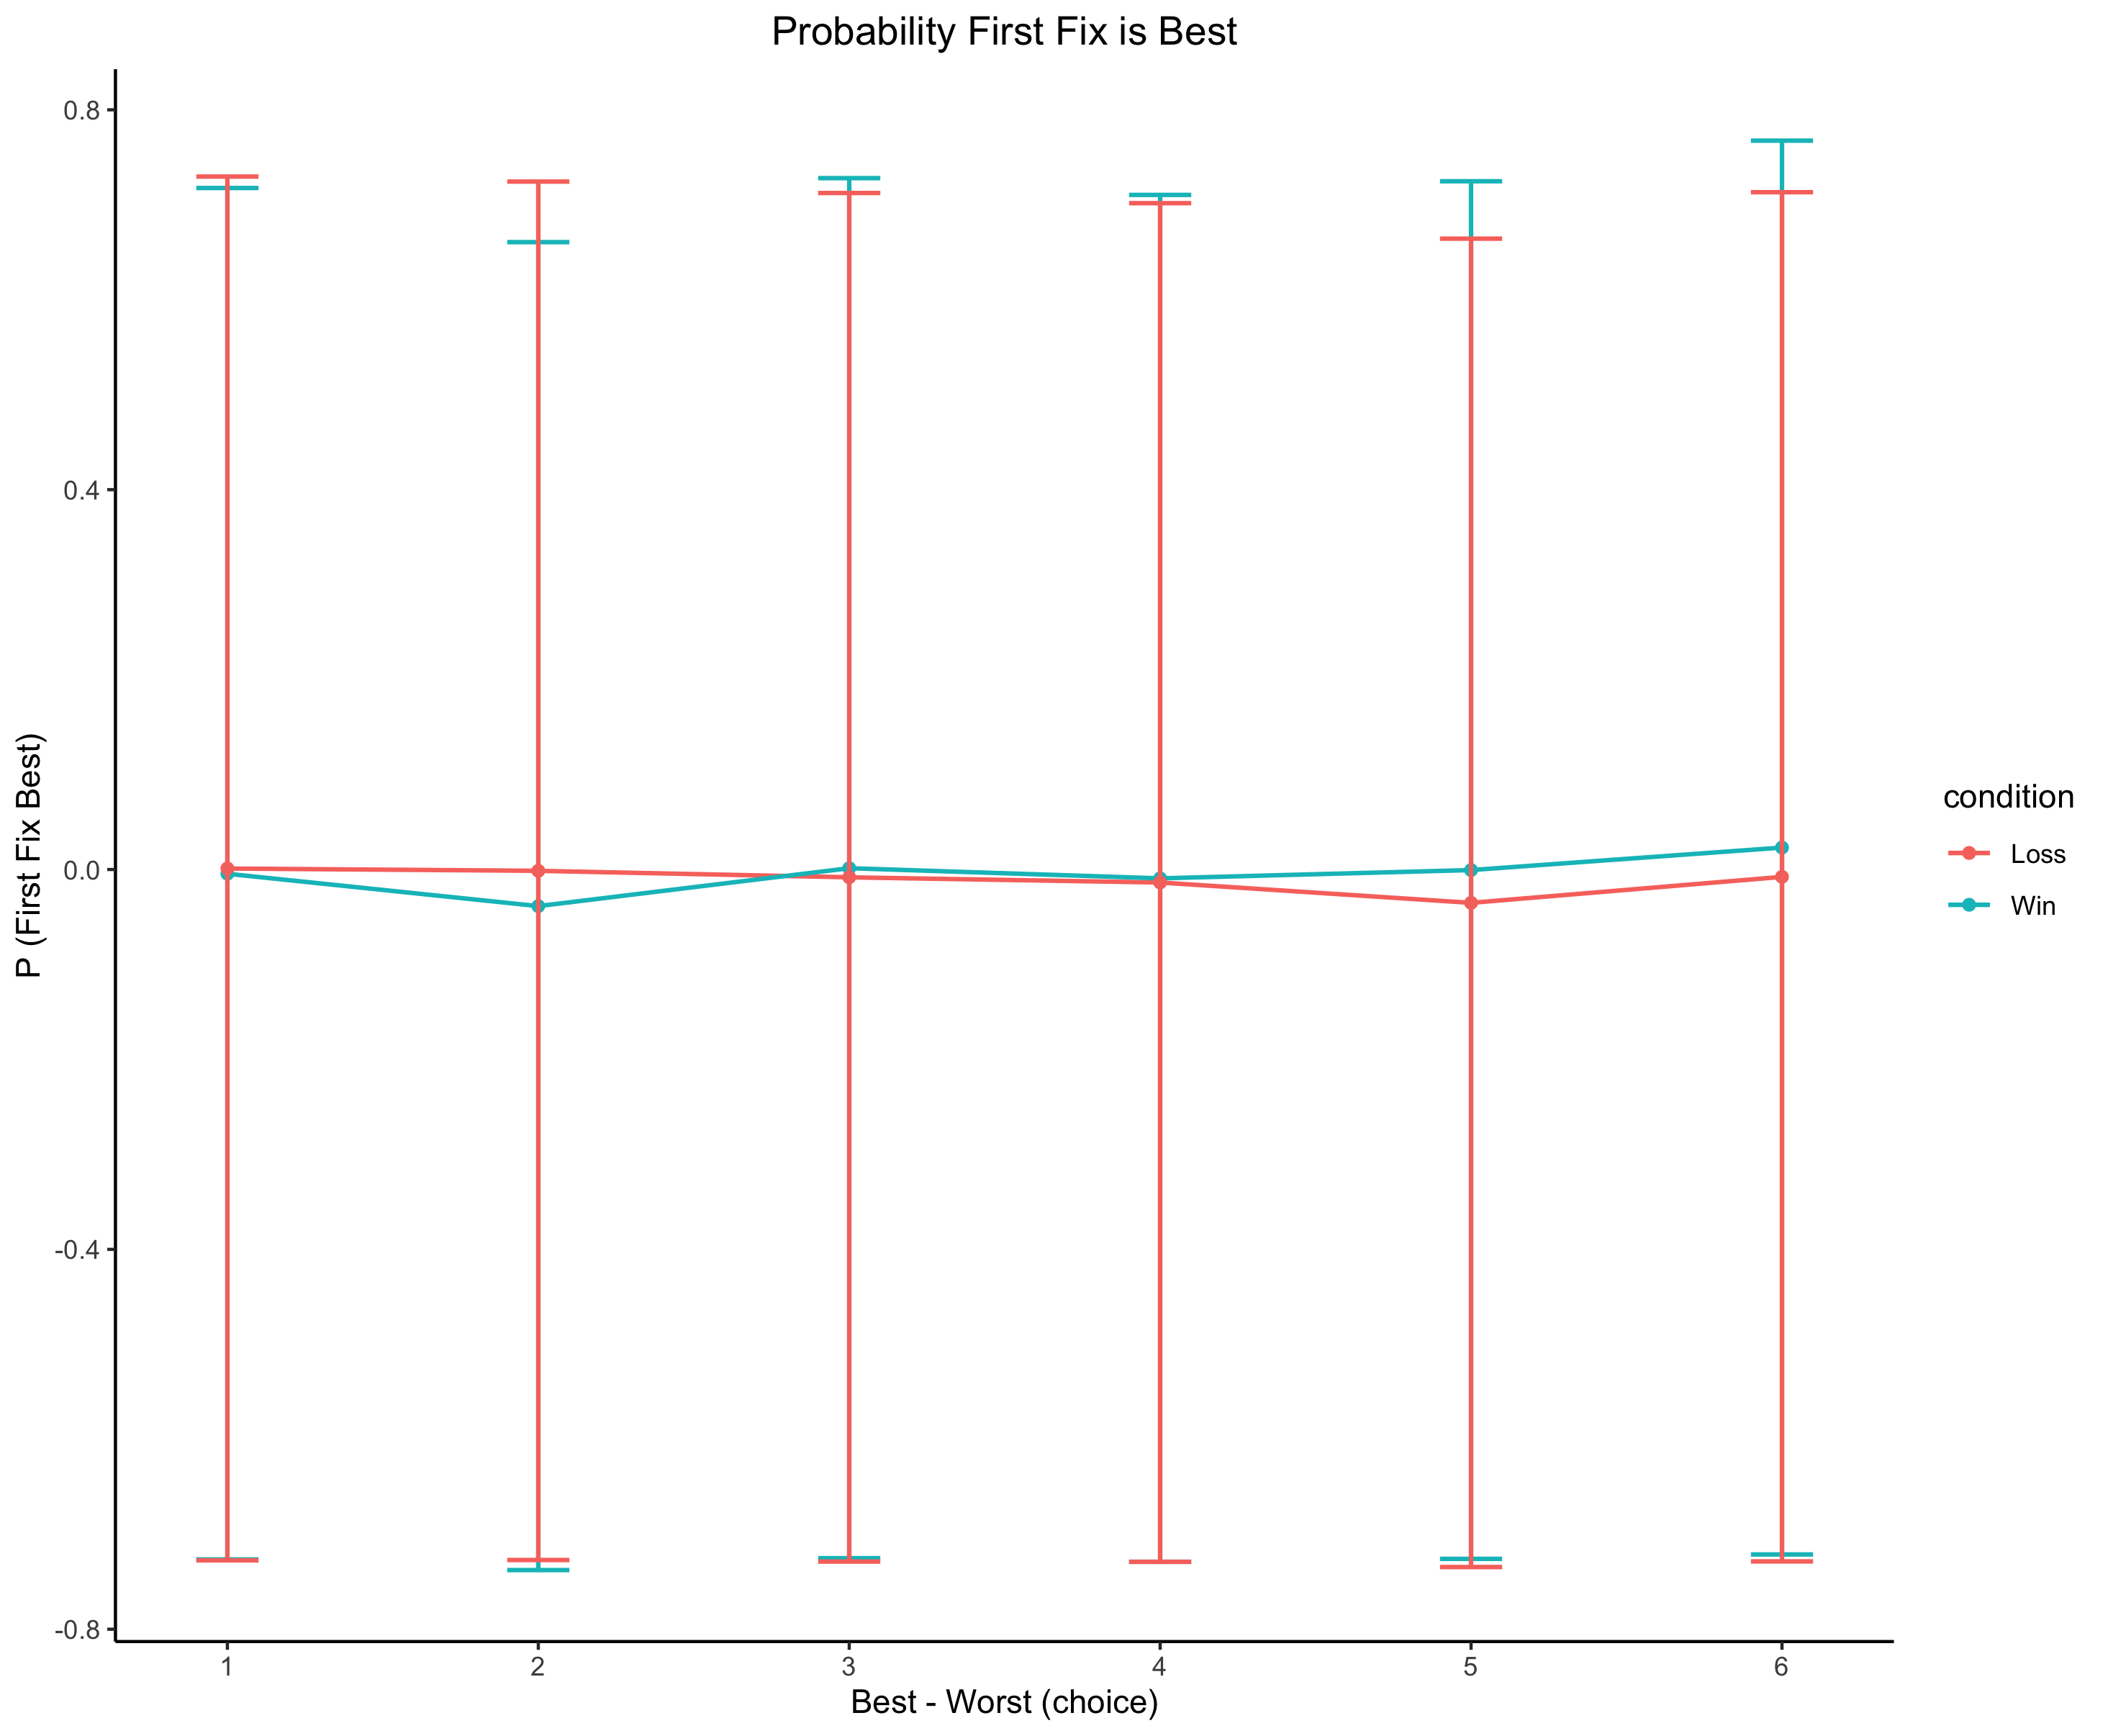 Probability First Fix is Best
P (First Fix Best)
0.8
0.4
0.0
-0.4
-0.8
1 2 3 4 5 6
Best - Worst (choice)
condition
Loss
Win